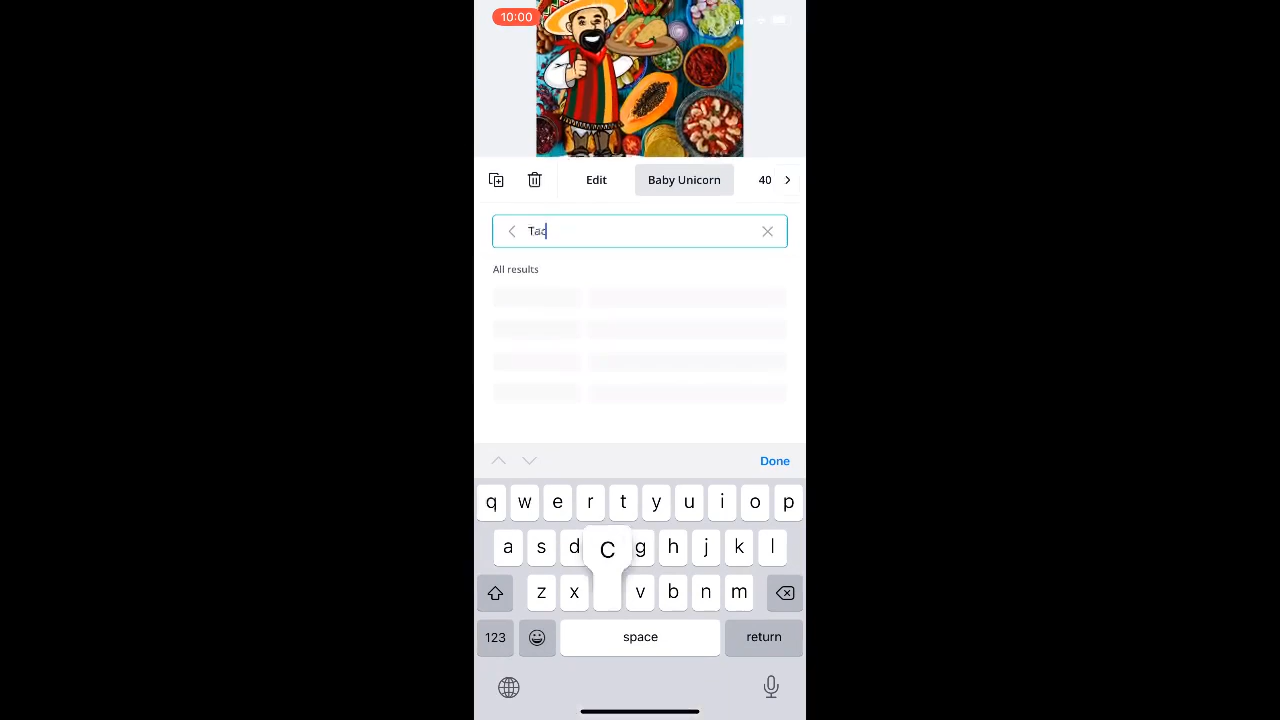 10:00
Edit
Baby Unicorn
40
Tac
All results
Done
q w e r t y u i o p
a s d C g h j k l
z x v b n m
123
space
return